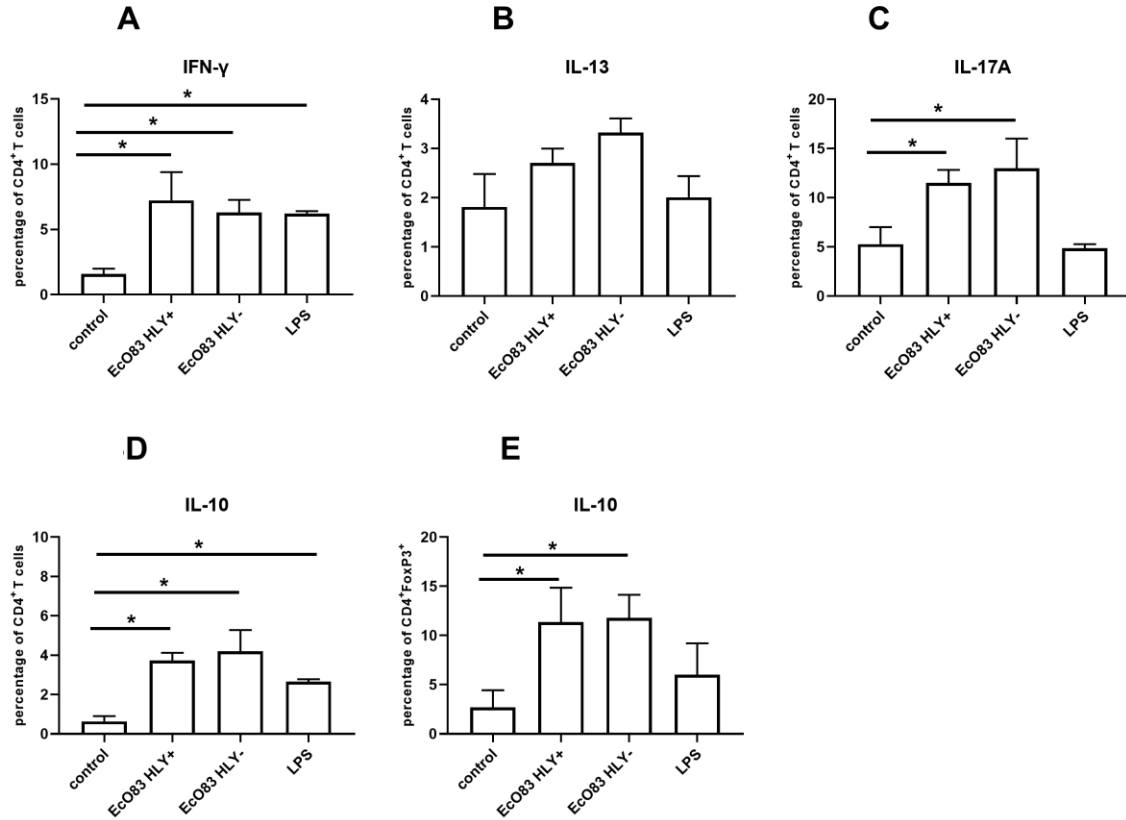 A
IFN-γ
percentage of CD4+ T cells
15
10
5
0
*
*
*
control
EcO83 HLY+
EcO83 HLY-
LPS
B
IL-13
percentage of CD4+ T cells
4
3
2
1
0
control
EcO83 HLY+
EcO83 HLY-
LPS
C
IL-17A
percentage of CD4+ T cells
20
15
10
5
0
*
*
control
EcO83 HLY+
EcO83 HLY-
LPS
D
IL-10
percentage of CD4+ T cells
10
8
6
4
2
0
*
*
*
control
EcO83 HLY+
EcO83 HLY-
LPS
E
IL-10
percentage of CD4+FoxP3+
20
15
10
5
0
*
*
control
EcO83 HLY+
EcO83 HLY-
LPS